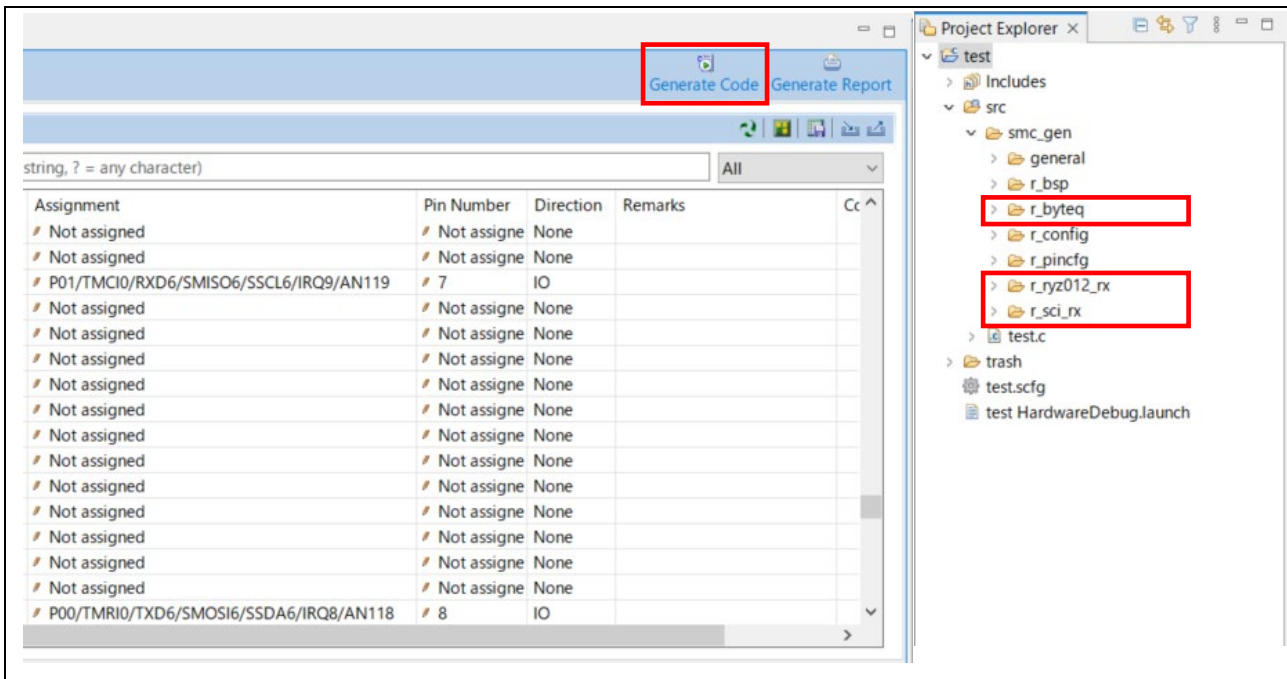 Generate Code Generate Report
string, ? = any character) All
Assignment Pin Number Direction Remarks
Not assigned Not assigne None
Not assigned Not assigne None
P01/TMCI0/RXD6/SMISO6/SSCL6/IRQ9/AN119 7 IO
Not assigned Not assigne None
Not assigned Not assigne None
Not assigned Not assigne None
Not assigned Not assigne None
Not assigned Not assigne None
Not assigned Not assigne None
Not assigned Not assigne None
Not assigned Not assigne None
Not assigned Not assigne None
Not assigned Not assigne None
Not assigned Not assigne None
Not assigned Not assigne None
P00/TMRI0/TXD6/SMOSI6/SSDA6/IRQ8/AN118 8 IO
Project Explorer
test
Includes
src
smc_gen
general
r_bsp
r_byteq
r_config
r_pincfg
r_ryz012_rx
r_sci_rx
test.c
trash
test.scfg
test HardwareDebug.launch